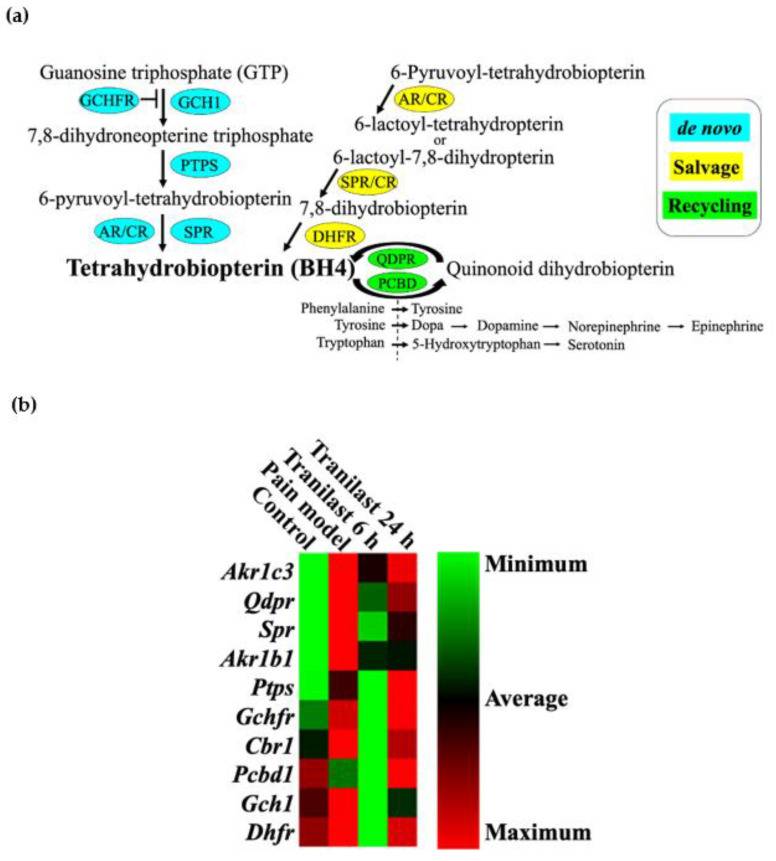 (a)
Guanosine triphosphate (GTP)
GCHFR
GCH1
7,8-dihydroneopterine triphosphate
PTPS
6-pyruvoyl-tetrahydrobiopterin
AR/CR
SPR
Tetrahydrobiopterin (BH4)
6-Pyruvoyl-tetrahydrobiopterin
AR/CR
6-lactoyl-tetrahydropterin
or
6-lactoyl-7,8-dihydropterin
SPR/CR
7,8-dihydrobiopterin
DHFR
QDPR
PCBD
Quinonoid dihydrobiopterin
Phenylalanine
Tyrosine
Tyrosine
Dopa
Dopamine
Norepinephrine
Epinephrine
Tryptophan
5-Hydroxytryptophan
Serotonin
de novo
Salvage
Recycling
(b)
Control
Pain model
Tranilast 6 h
Tranilast 24 h
Akr1c3
Qdpr
Spr
Akr1b1
Ptps
Gchfr
Cbr1
Pcbd1
Gch1
Dhfr
Minimum
Average
Maximum